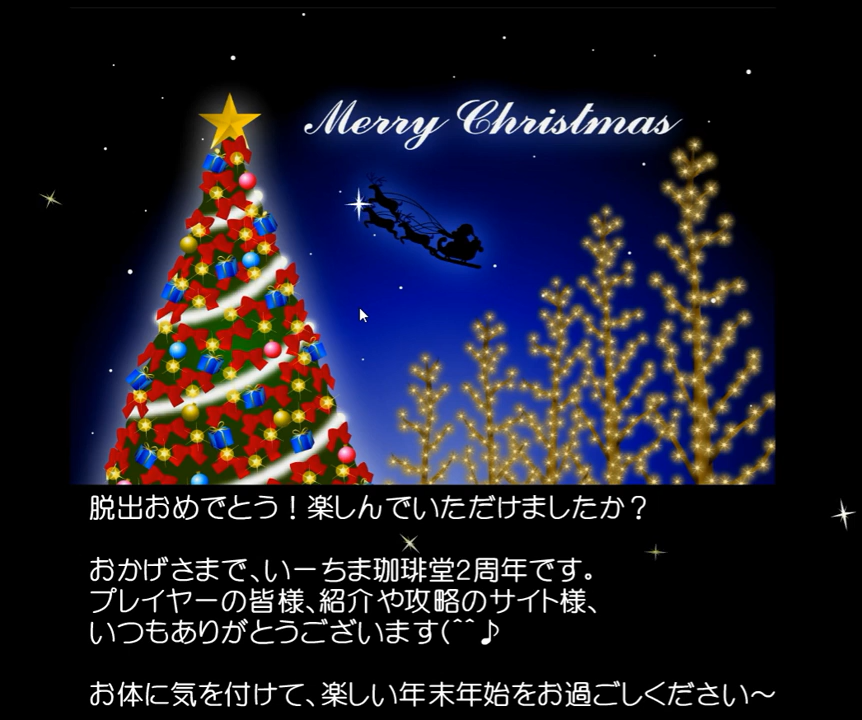 Merry Christmas
脱出おめでとう！楽しんでいただけましたか？
おかげさまで、いーちま珈琲堂2周年です。
プレイヤーの皆様、紹介や攻略のサイト様、
いつもありがとうございます(^^♪
お体に気を付けて、楽しい年末年始をお過ごしください～